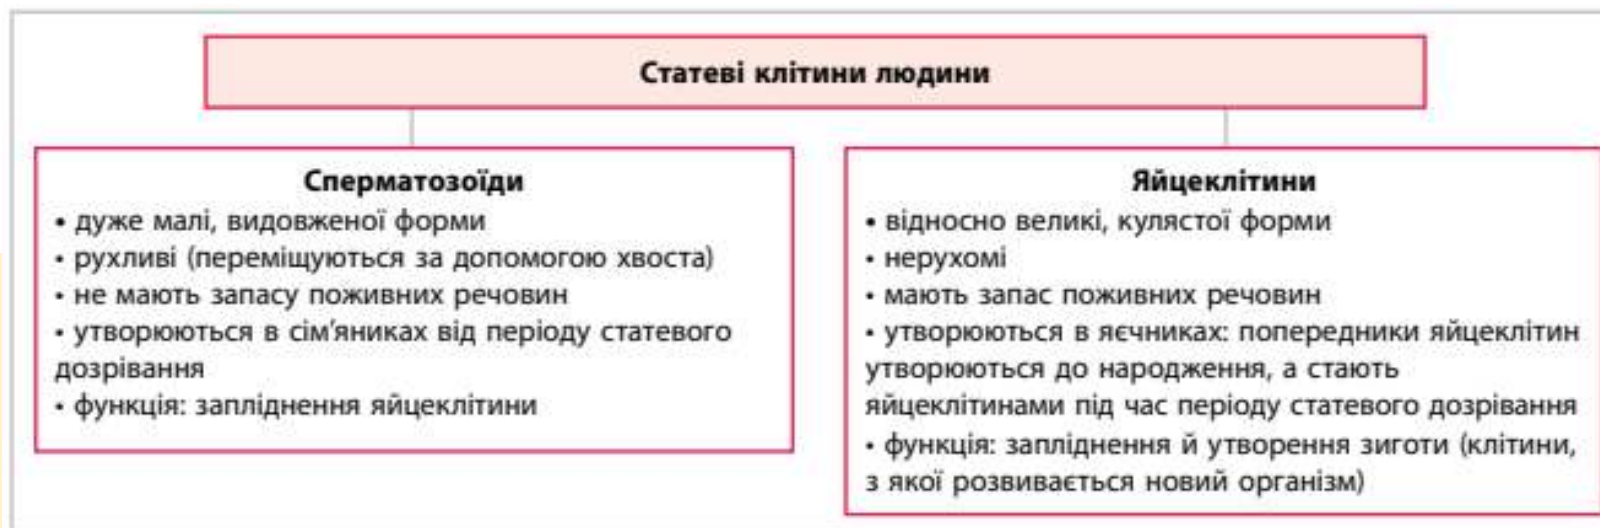 Статеві клітини людини
Сперматозоїди
• дуже малі, видовженої форми
• рухливі (переміщуються за допомогою хвоста)
• не мають запасу поживних речовин
• утворюються в сім’яниках від періоду статевого
дозрівання
• функція: запліднення яйцеклітини
Яйцеклітини
• відносно великі, кулястої форми
• нерухомі
• мають запас поживних речовин
• утворюються в яєчниках: попередники яйцеклітин
утворюються до народження, а стають
яйцеклітинами під час періоду статевого дозрівання
• функція: запліднення й утворення зиготи (клітини,
з якої розвивається новий організм)